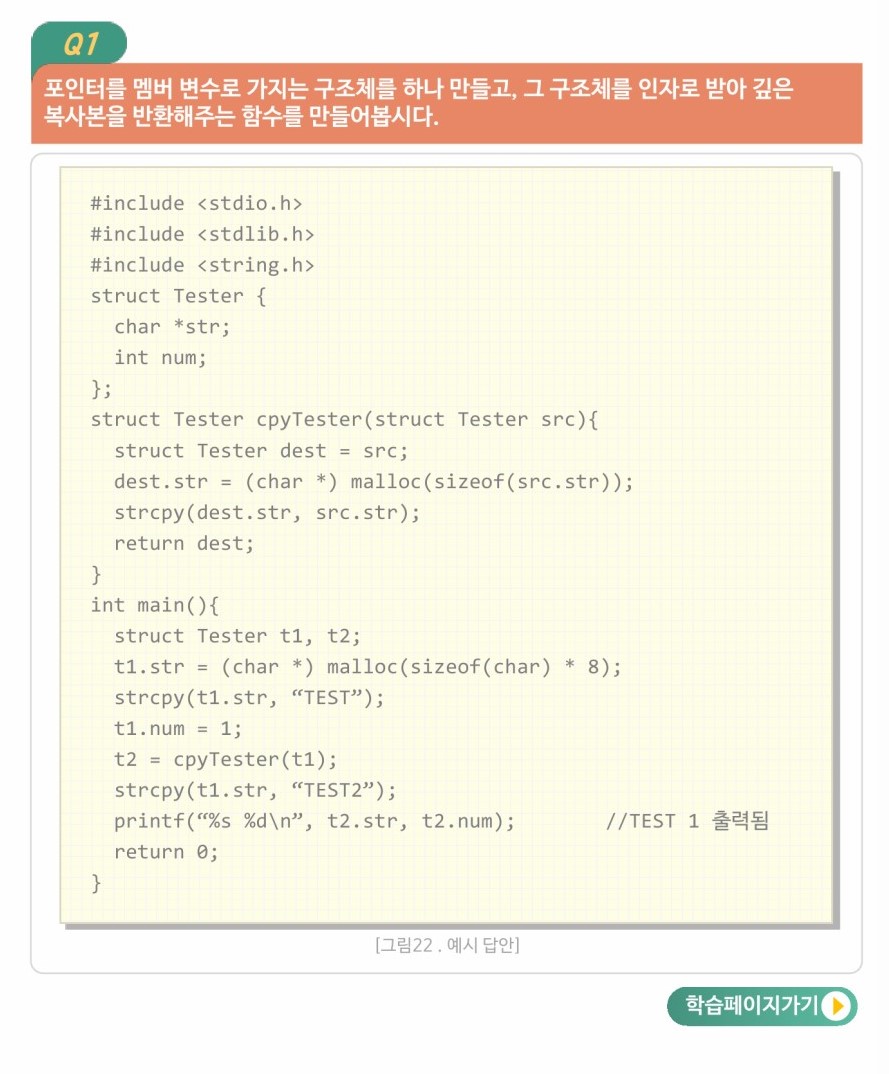 Q1
포인터를 멤버 변수로 가지는 구조체를 하나 만들고, 그 구조체를 인자로 받아 깊은
복사본을 반환해주는 함수를 만들어봅시다.
#include <stdio.h>
#include <stdlib.h>
#include <string.h>
struct Tester {
  char *str;
  int num;
};
struct Tester cpyTester(struct Tester src){
  struct Tester dest = src;
  dest.str = (char *) malloc(sizeof(src.str));
  strcpy(dest.str, src.str);
  return dest;
}
int main(){
  struct Tester t1, t2;
  t1.str = (char *) malloc(sizeof(char) * 8);
  strcpy(t1.str, “TEST”);
  t1.num = 1;
  t2 = cpyTester(t1);
  strcpy(t1.str, “TEST2”);
  printf(“%s %d\n”, t2.str, t2.num); //TEST 1 출력됨
  return 0;
}
[그림22 . 예시 답안]
학습페이지가기